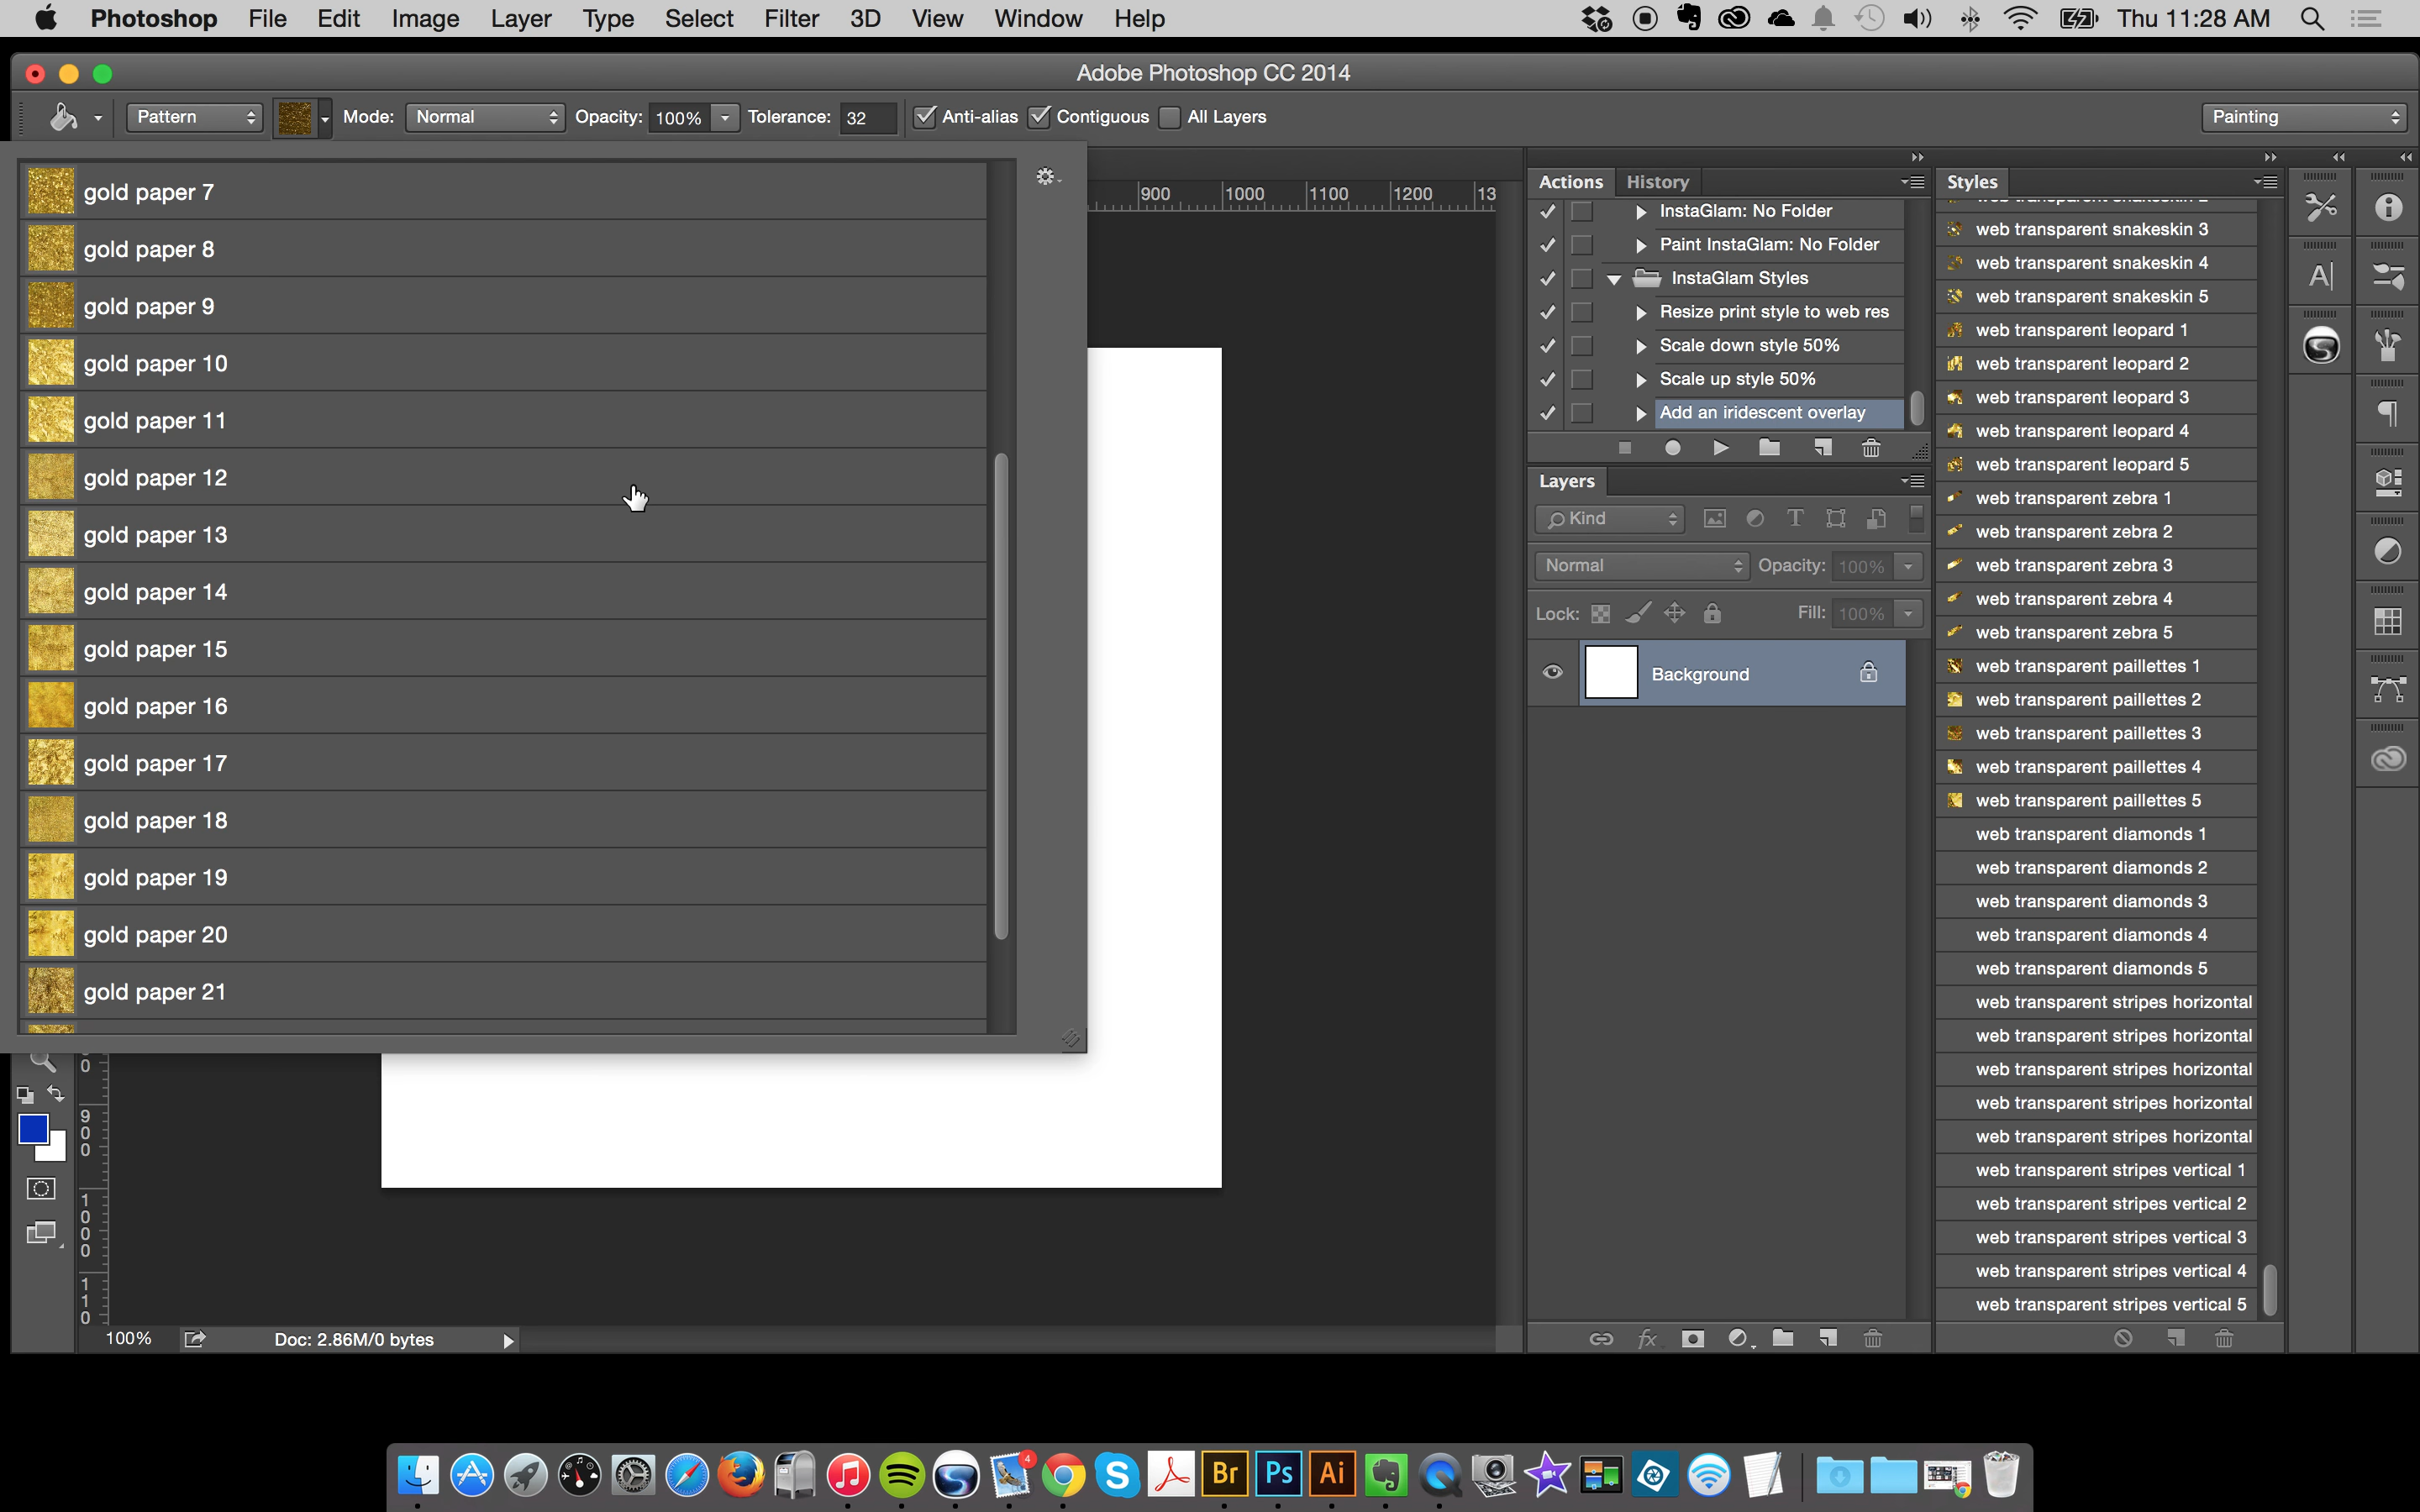 Photoshop File Edit Image Layer Type Select Filter 3D View Window Help Thu 11:28 AM
Adobe Photoshop CC 2014
Pattern Mode: Normal Opacity: 100% Tolerance: 32 Anti-alias Contiguous All Layers Painting
gold paper 7
gold paper 8
gold paper 9
gold paper 10
gold paper 11
gold paper 12
gold paper 13
gold paper 14
gold paper 15
gold paper 16
gold paper 17
gold paper 18
gold paper 19
gold paper 20
gold paper 21
900 1000 1100 1200 13
0
900
1000
110
100% Doc: 2.86M/0 bytes
Actions History
InstaGlam: No Folder
Paint InstaGlam: No Folder
InstaGlam Styles
Resize print style to web res
Scale down style 50%
Scale up style 50%
Add an iridescent overlay
Layers
Kind
Normal Opacity: 100%
Lock: Fill: 100%
Background
fx
Styles
web transparent snakeskin 3
web transparent snakeskin 4
web transparent snakeskin 5
web transparent leopard 1
web transparent leopard 2
web transparent leopard 3
web transparent leopard 4
web transparent leopard 5
web transparent zebra 1
web transparent zebra 2
web transparent zebra 3
web transparent zebra 4
web transparent zebra 5
web transparent paillettes 1
web transparent paillettes 2
web transparent paillettes 3
web transparent paillettes 4
web transparent paillettes 5
web transparent diamonds 1
web transparent diamonds 2
web transparent diamonds 3
web transparent diamonds 4
web transparent diamonds 5
web transparent stripes horizontal
web transparent stripes horizontal
web transparent stripes horizontal
web transparent stripes horizontal
web transparent stripes horizontal
web transparent stripes vertical 1
web transparent stripes vertical 2
web transparent stripes vertical 3
web transparent stripes vertical 4
web transparent stripes vertical 5
4
Br Ps Ai